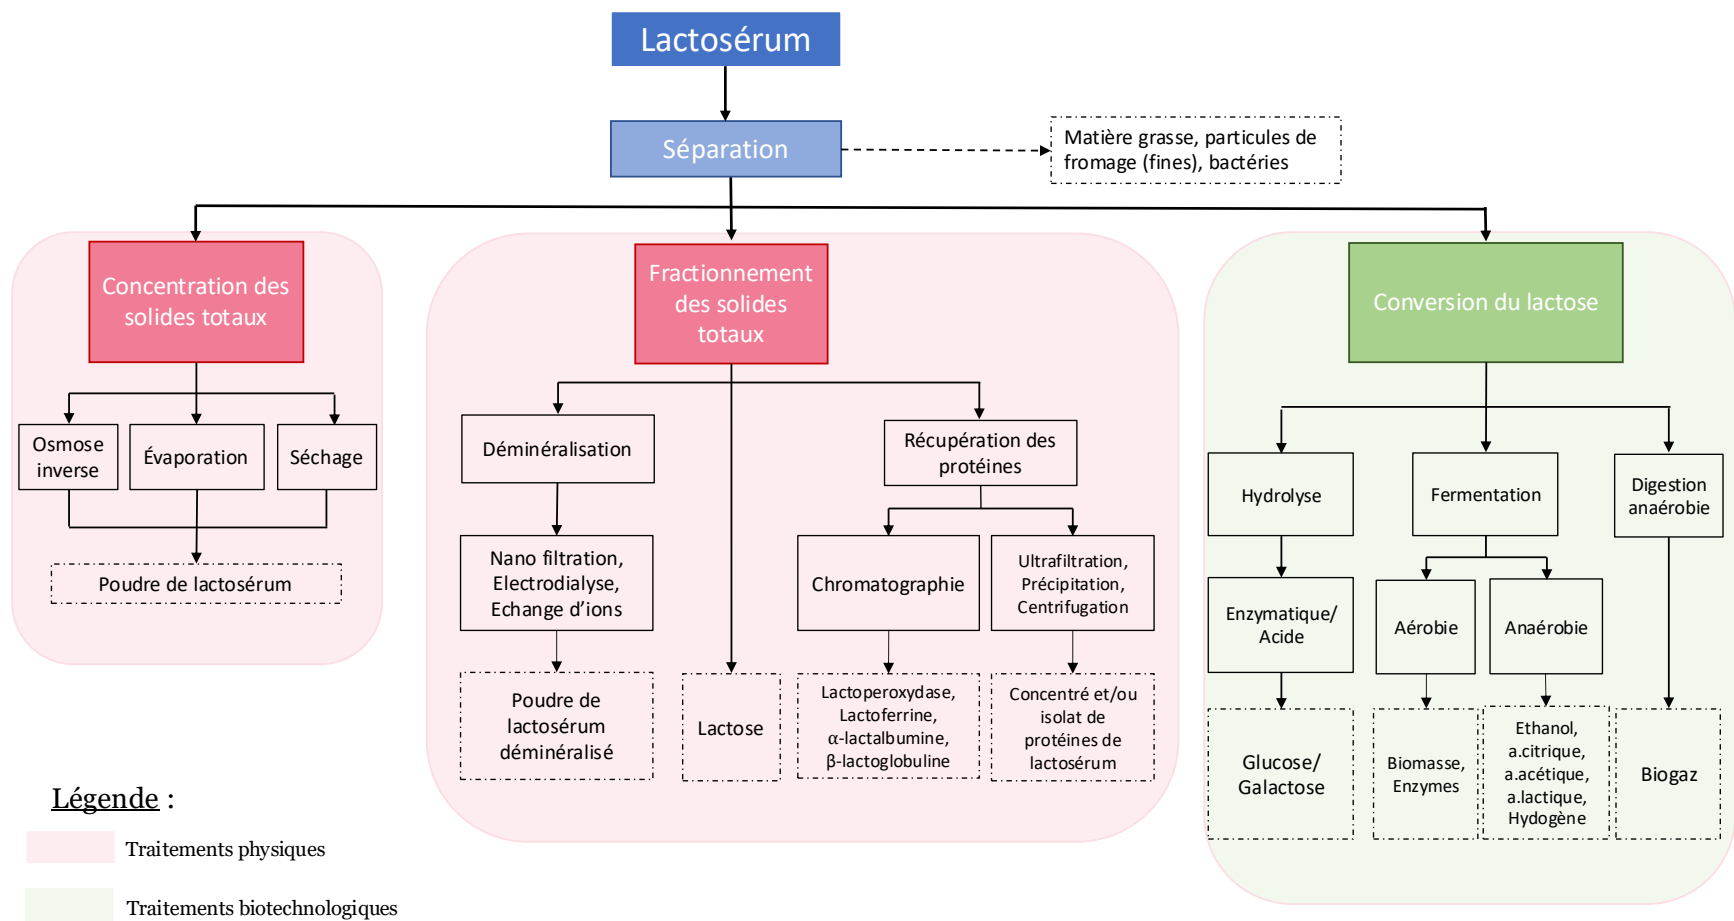 Lactosérum
Séparation
Matière grasse, particules de
fromage (fines), bactéries
Concentration des
solides totaux
Fractionnement
des solides
totaux
Conversion du lactose
Osmose
inverse
Évaporation
Séchage
Poudre de lactosérum
Déminéralisation
Récupération des
protéines
Nano filtration,
Electrodialyse,
Echange d'ions
Chromatographie
Ultrafiltration,
Précipitation,
Centrifugation
Poudre de
lactosérum
déminéralisé
Lactose
Lactoperoxydase,
Lactoferrine,
α-lactalbumine,
β-lactoglobuline
Concentré et/ou
isolat de
protéines de
lactosérum
Hydrolyse
Fermentation
Digestion
anaérobie
Enzymatique/
Acide
Aérobie
Anaérobie
Glucose/
Galactose
Biomasse,
Enzymes
Ethanol,
a.citrique,
a.acétique,
a.lactique,
Hydogène
Biogaz
Légende :
Traitements physiques
Traitements biotechnologiques